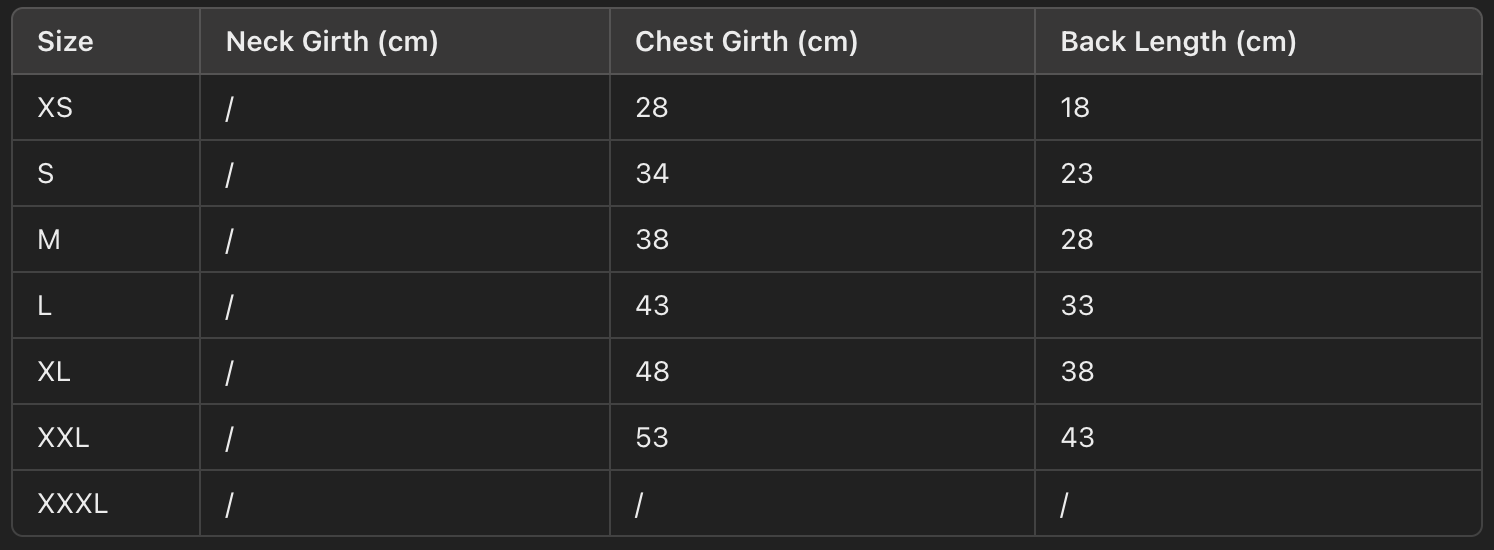 Size Neck Girth (cm) Chest Girth (cm) Back Length (cm)
XS / 28 18
S / 34 23
M / 38 28
L / 43 33
XL / 48 38
XXL / 53 43
XXXL / / /